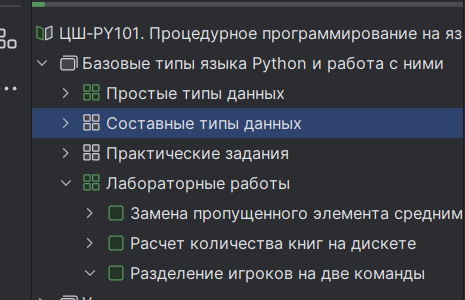 ЦШ-PY101. Процедурное программирование на яз
Базовые типы языка Python и работа с ними
Простые типы данных
Составные типы данных
Практические задания
Лабораторные работы
Замена пропущенного элемента средним
Расчет количества книг на дискете
Разделение игроков на две команды